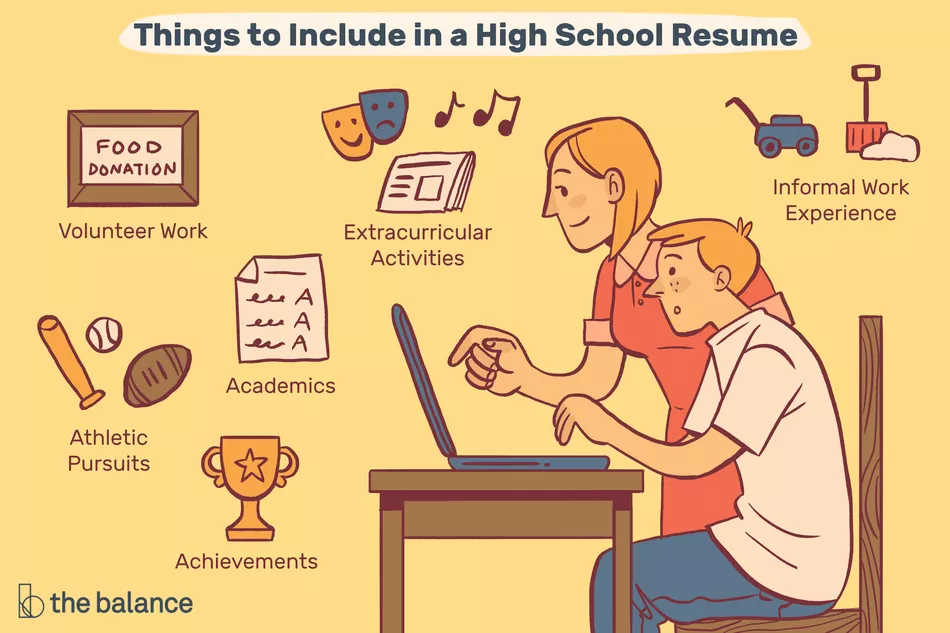 Things to Include in a High School Resume
FOOD
DONATION
Volunteer Work
Extracurricular
Activities
Informal Work
Experience
A
A
A
Academics
Athletic
Pursuits
Achievements
the balance